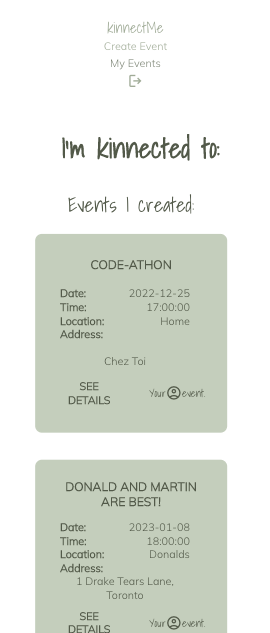 kinnectMe
Create Event
My Events
I'm kinnected to:
Events I created:
CODE-ATHON
Date: 2022-12-25
Time: 17:00:00
Location: Home
Address:
Chez Toi
SEE
DETAILS
Your event.
DONALD AND MARTIN
ARE BEST!
Date: 2023-01-08
Time: 18:00:00
Location: Donalds
Address:
1 Drake Tears Lane,
Toronto
SEE
DETAILS
Your event.